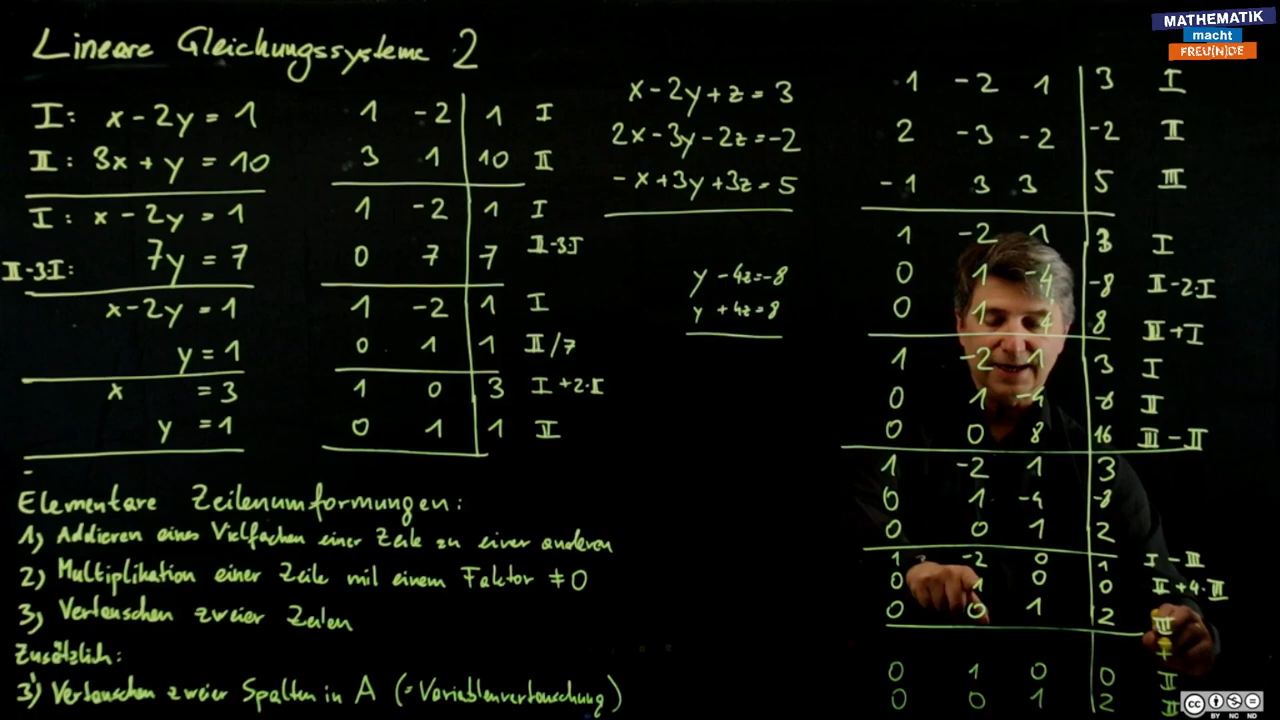 Lineare Gleichungssysteme 2
MATHEMATIK
macht
FREU(N)DE
I: x - 2y = 1
II: 3x + y = 10
I: x - 2y = 1
II-3·I: 7y = 7
x - 2y = 1
y = 1
x = 3
y = 1
1 -2 | 1 I
3 1 | 10 II
1 -2 | 1 I
0 7 | 7 II-3·I
1 -2 | 1 I
0 1 | 1 II/7
1 0 | 3 I+2·II
0 1 | 1 II
Elementare Zeilenumformungen:
1) Addieren eines Vielfachen einer Zeile zu einer anderen
2) Multiplikation einer Zeile mit einem Faktor ≠ 0
3) Vertauschen zweier Zeilen
Zusätzlich:
3') Vertauschen zweier Spalten in A (= Variablenvertauschung)
x - 2y + z = 3
2x - 3y - 2z = -2
-x + 3y + 3z = 5
y - 4z = -8
y + 4z = 8
1 -2 1 | 3 I
2 -3 -2 | -2 II
-1 3 3 | 5 III
1 -2 1 | 3 I
0 1 -4 | -8 II-2·I
0 1 4 | 8 III+I
1 -2 1 | 3 I
0 1 -4 | -8 II
0 0 8 | 16 III-II
1 -2 1 | 3
0 1 -4 | -8
0 0 1 | 2
1 -2 0 | 1 I-III
0 1 0 | 0 II+4·III
0 0 1 | 2 III
0 1 0 | 0 II
0 0 1 | 2
cc BY NC ND